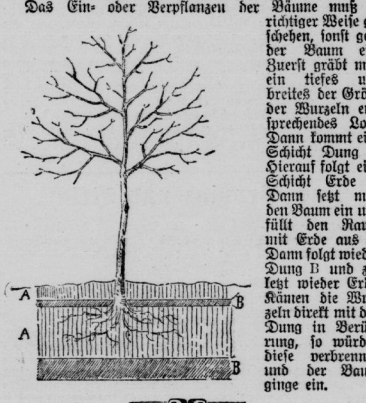 Das Ein= oder Verpflanzen der Bäume muß
richtiger Weise g
schehen, sonst ge
der Baum e
Zuerst gräbt m
ein tiefes u
breites der Grö
der Wurzeln en
sprechendes Lo
Dann kommt ei
Schicht Dung
Hierauf folgt ei
Schicht Erde
Dann setzt m
den Baum ein u
füllt den Rau
mit Erde aus
Dann folgt wied
Dung B und z
letzt wieder Erd
Kämen die Wu
zeln direkt mit d
Dung in Berü
rung, so würd
diese verbrenn
und der Bau
ginge ein.
A
B
A
B